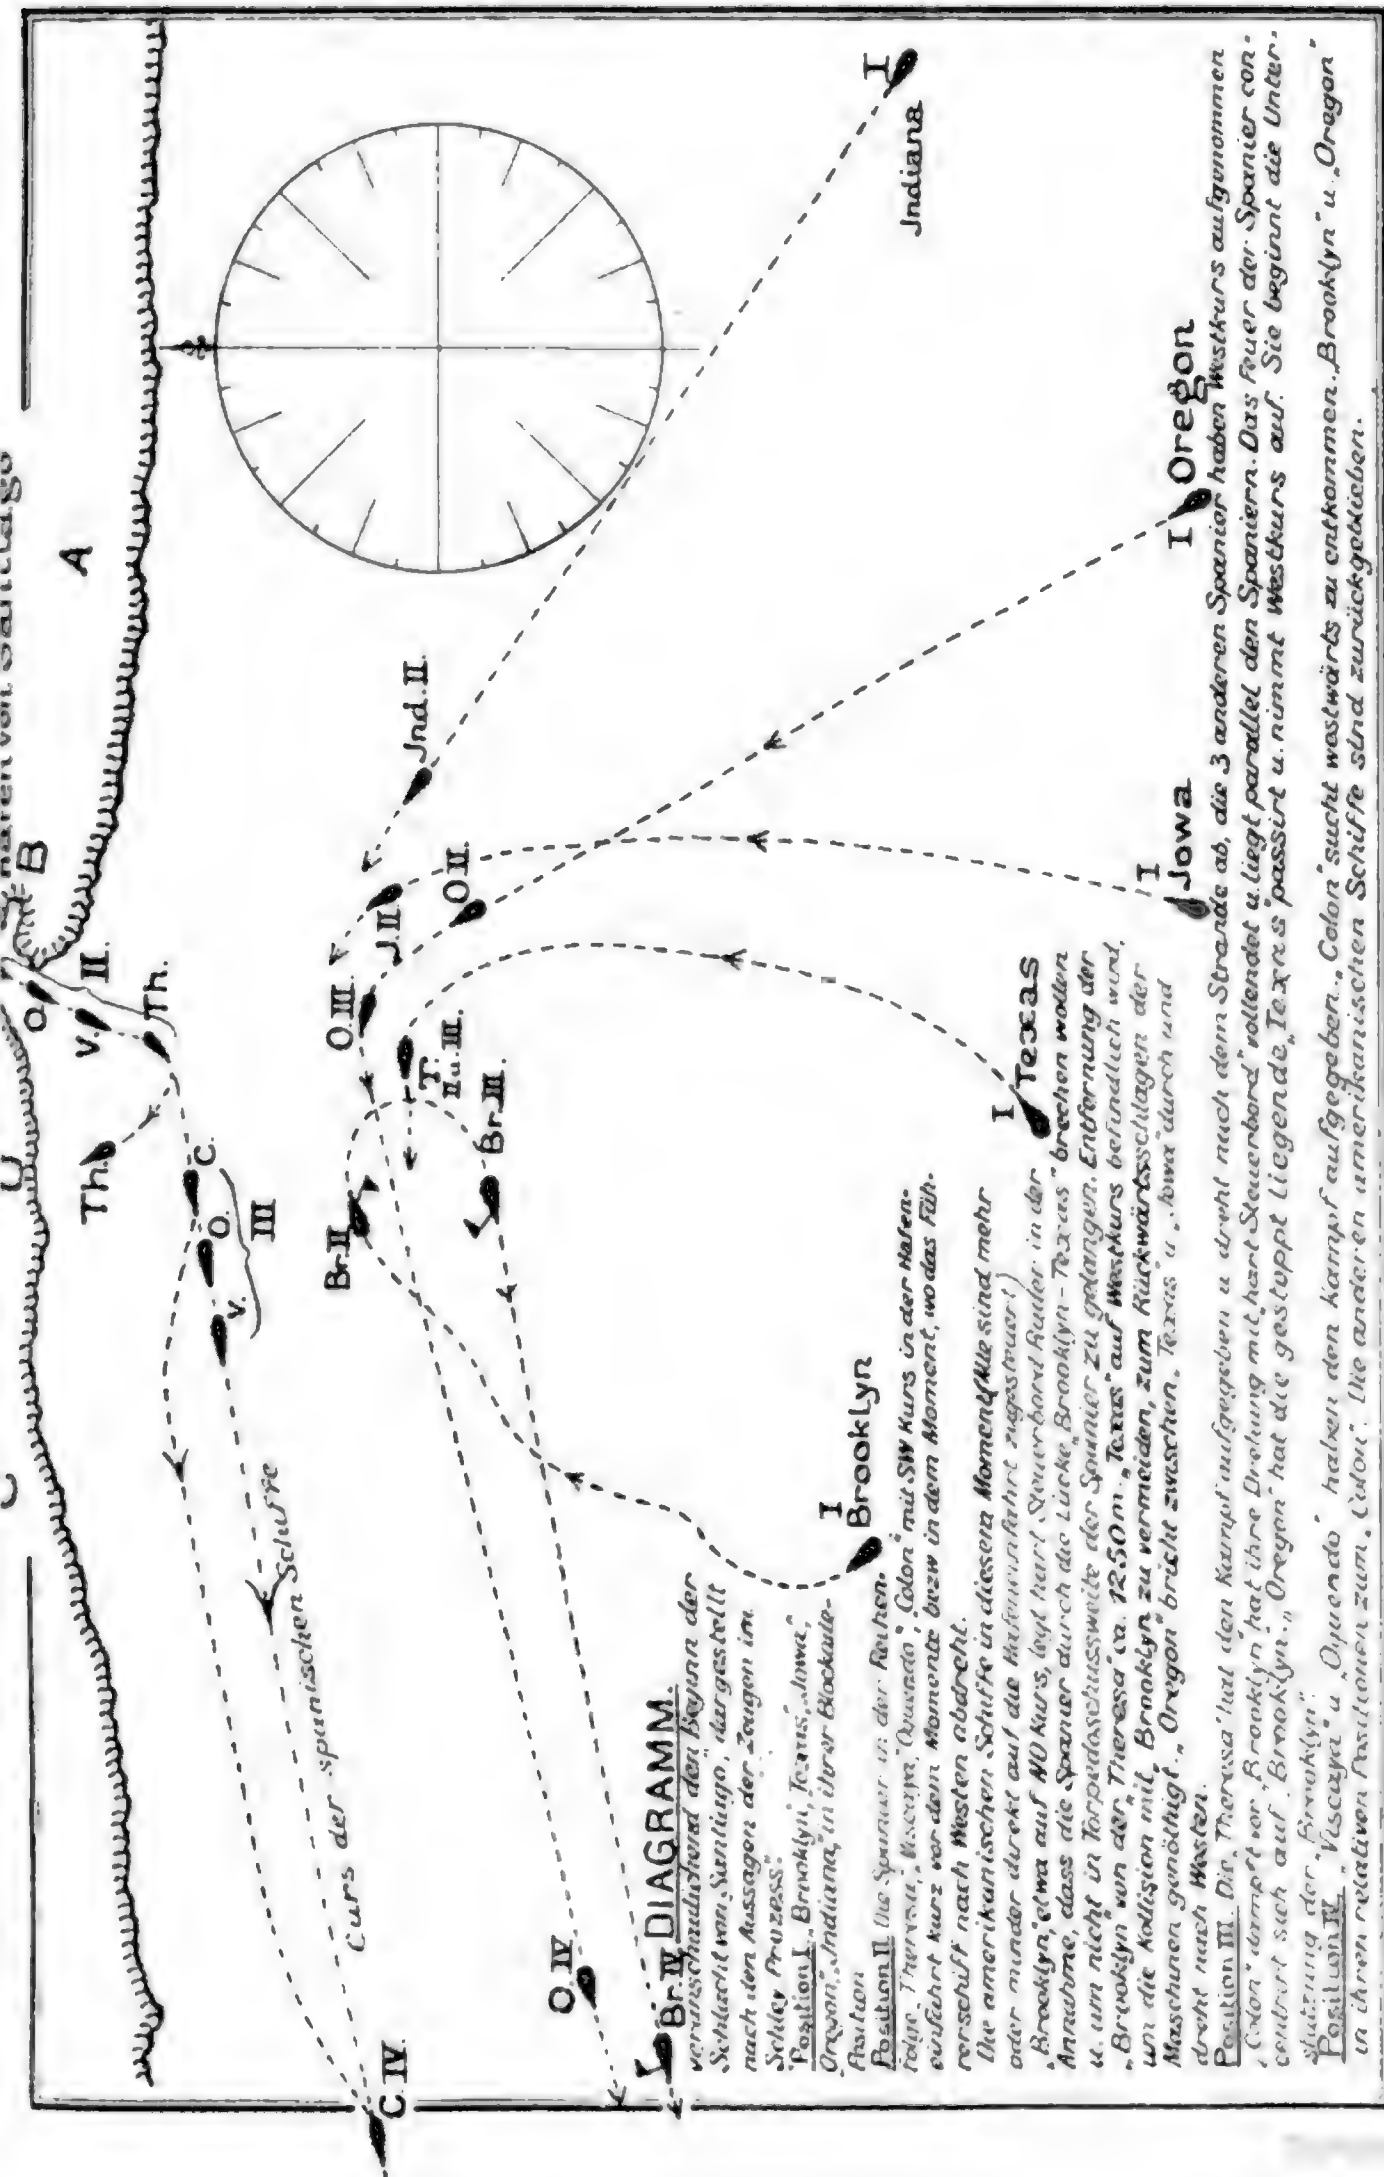 Hafen von Santiago
A
B
C
D
O.
V.
II.
Th.
Th.
C.
O.
V.
III
Curs der spanischen Schiffe
C. IV.
I
Indiana
Jnd. II.
J. II.
O II.
O. III.
T.
II u. III.
Br. II
Br. III.
I
Oregon
I
Jowa
I
Texas
I
Brooklyn
O. IV
Br. IV.
DIAGRAMM.
veranschaulichend den Beginn der
Schlacht von Santiago, dargestellt
nach den Aussagen der Zeugen im
Schley Prozess.
Position I. „Brooklyn, Texas, Jowa,
Oregon, Indiana, in ihrer Blockade-
Position
Position II Die Spanier in der Reihen-
folge „Theresa“, „Viscaya“, Oquendo“, „Colon“ mit SW Kurs in der Hafen-
einfahrt kurz vor dem Momente bezw in dem Moment, wo das Füh-
rerschiff nach Westen abdreht.
Die amerikanischen Schiffe in diesem Moment (Alle sind mehr
oder minder direkt auf die Hafeneinfahrt zugesteuert)
„Brooklyn“, etwa auf NO Kurs, legt hart Steuerbord Ruder in der
Annahme, dass die Spanier durch die Lücke „Brooklyn-Texas“ brechen wollen
u. um nicht in Torpedoschussweite der Spanier zu gelangen. Entfernung der
„Brooklyn“ von der „Theresa“ ca. 1250 m. „Texas“ auf Westkurs befindlich wird,
um die Kollision mit „Brooklyn“ zu vermeiden, zum Rückwärtsschlagen der
Maschinen genöthigt. „Oregon“ bricht zwischen „Texas“ u. „Jowa“ durch und
dreht nach Westen.
Position III. Die „Theresa“ hat den Kampf aufgegeben u. dreht nach dem Strande ab, die 3 anderen Spanier haben Westkurs aufgenommen
„Colon“ dampft vor, „Brooklyn“ hat ihre Drehung mit „hart Steuerbord“ vollendet u. liegt parallel den Spaniern. Das Feuer der Spanier con-
centrirt sich auf „Brooklyn“. „Oregon“ hat die gestoppt liegende „Texas“ passirt u. nimmt Westkurs auf. Sie beginnt die Unter-
stützung der „Brooklyn“.
Position IV. „Viscaya“ u. „Oquendo“ haben den Kampf aufgegeben. „Colon“ sucht westwärts zu entkommen. „Brooklyn“ u. „Oregon“
in ihren relativen Positionen zum „Colon“. Die anderen amerikanischen Schiffe sind zurückgeblieben.